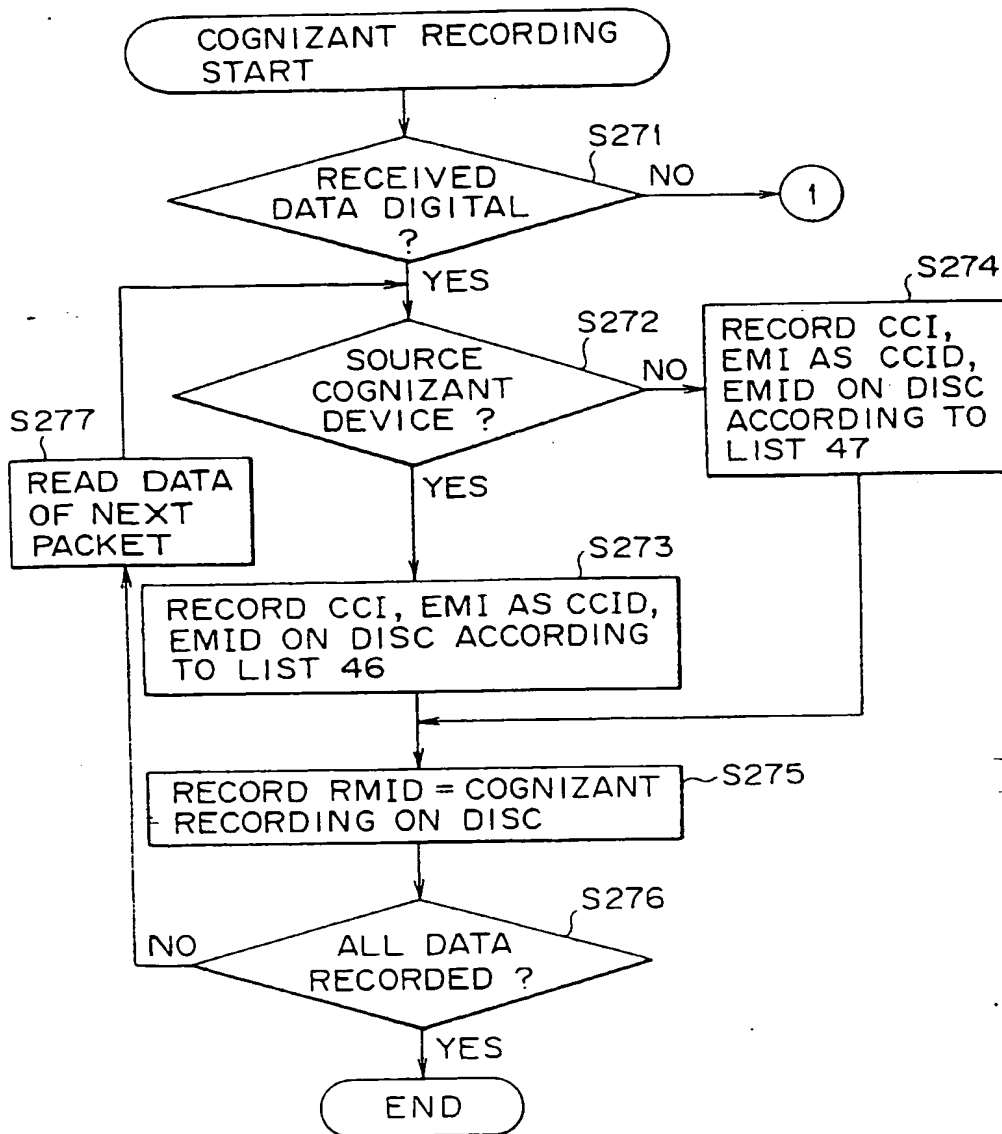 COGNIZANT RECORDING
START
S271
RECEIVED
DATA DIGITAL
?
NO
1
YES
S272
SOURCE
COGNIZANT
DEVICE ?
NO
S274
RECORD CCI,
EMI AS CCID,
EMID ON DISC
ACCORDING TO
LIST 47
S277
READ DATA
OF NEXT
PACKET
YES
S273
RECORD CCI, EMI AS CCID,
EMID ON DISC ACCORDING
TO LIST 46
S275
RECORD RMID = COGNIZANT
RECORDING ON DISC
S276
ALL DATA
RECORDED ?
NO
YES
END